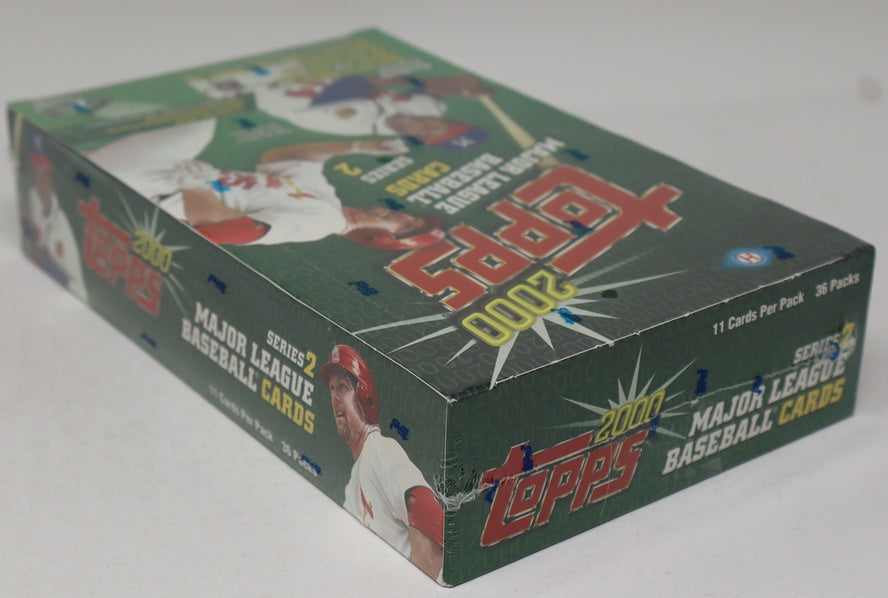 2000
TOPPS
MAJOR LEAGUE
BASEBALL
CARDS
SERIES 2
H
2000
TOPPS
SERIES 2
MAJOR LEAGUE
BASEBALL CARDS
11 Cards Per Pack 36 Packs
11 Cards Per Pack 36 Packs
2000
TOPPS
SERIES 2
MAJOR LEAGUE
BASEBALL CARDS